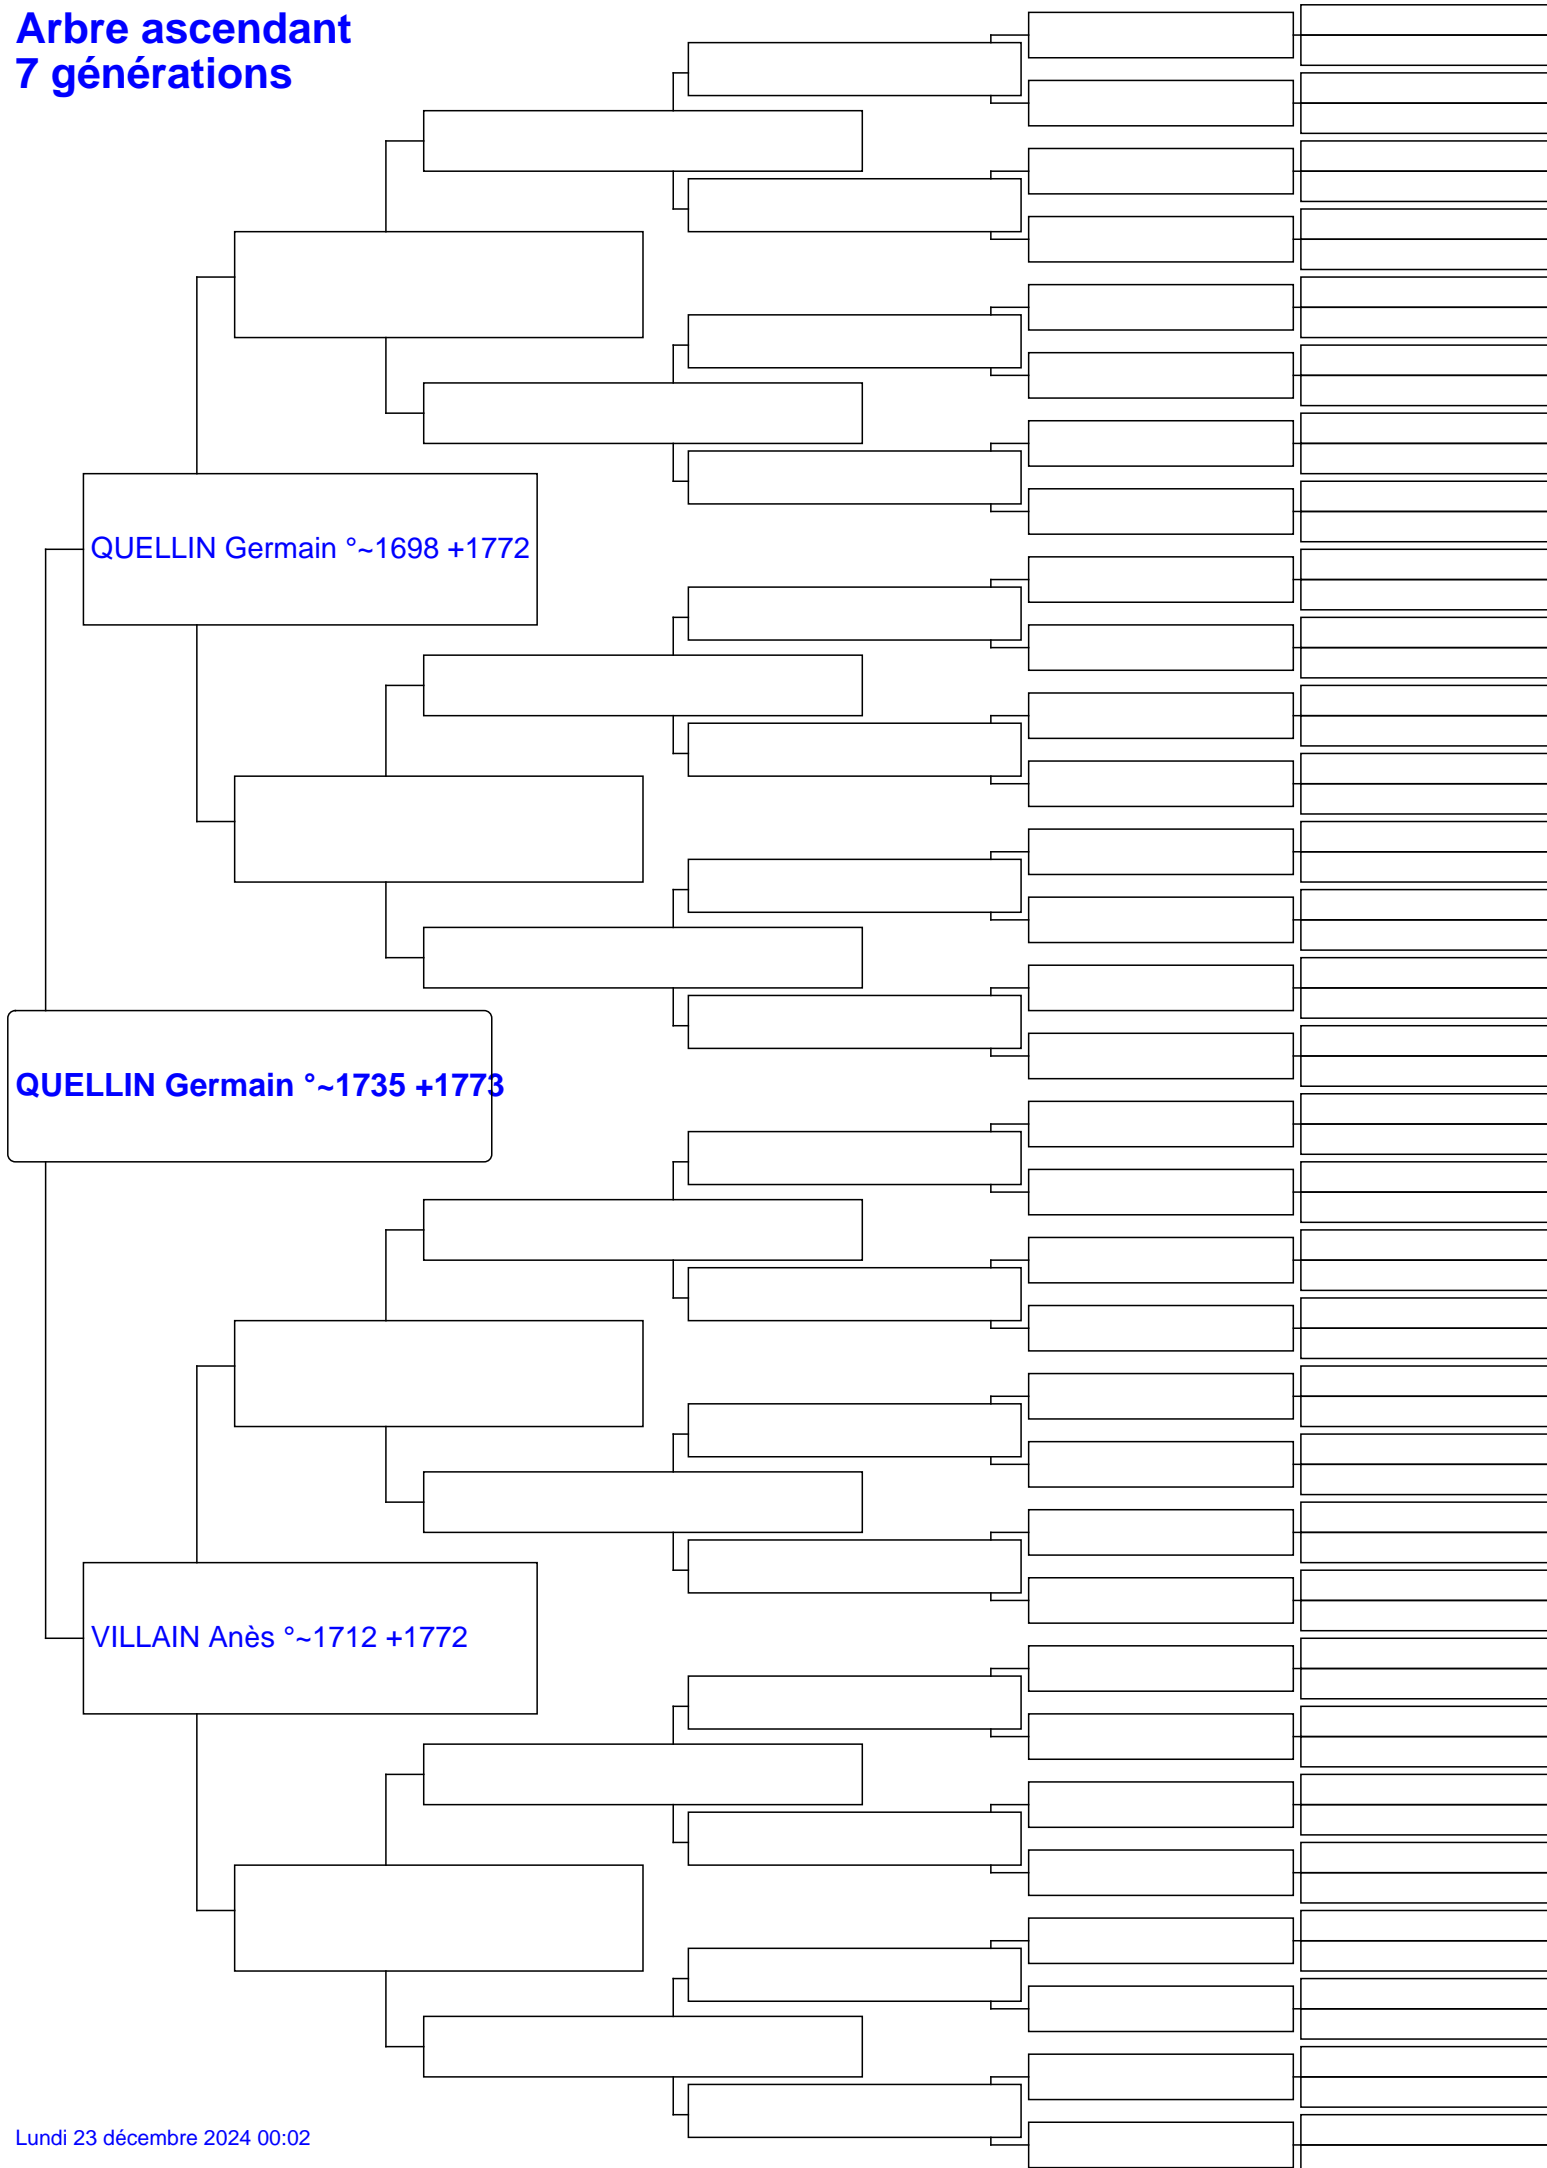 Arbre ascendant
7 générations
QUELLIN Germain °~1698 +1772
QUELLIN Germain °~1735 +1773
VILLAIN Anès °~1712 +1772
Lundi 23 décembre 2024 00:02